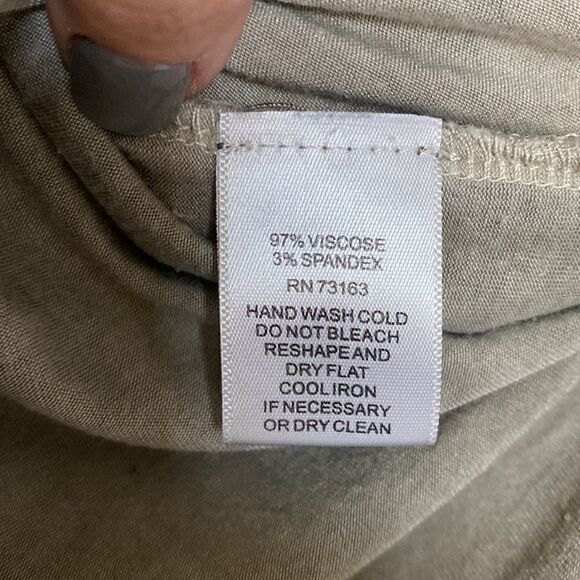 97% VISCOSE
3% SPANDEX
RN 73163
HAND WASH COLD
DO NOT BLEACH
RESHAPE AND
DRY FLAT
COOL IRON
IF NECESSARY
OR DRY CLEAN